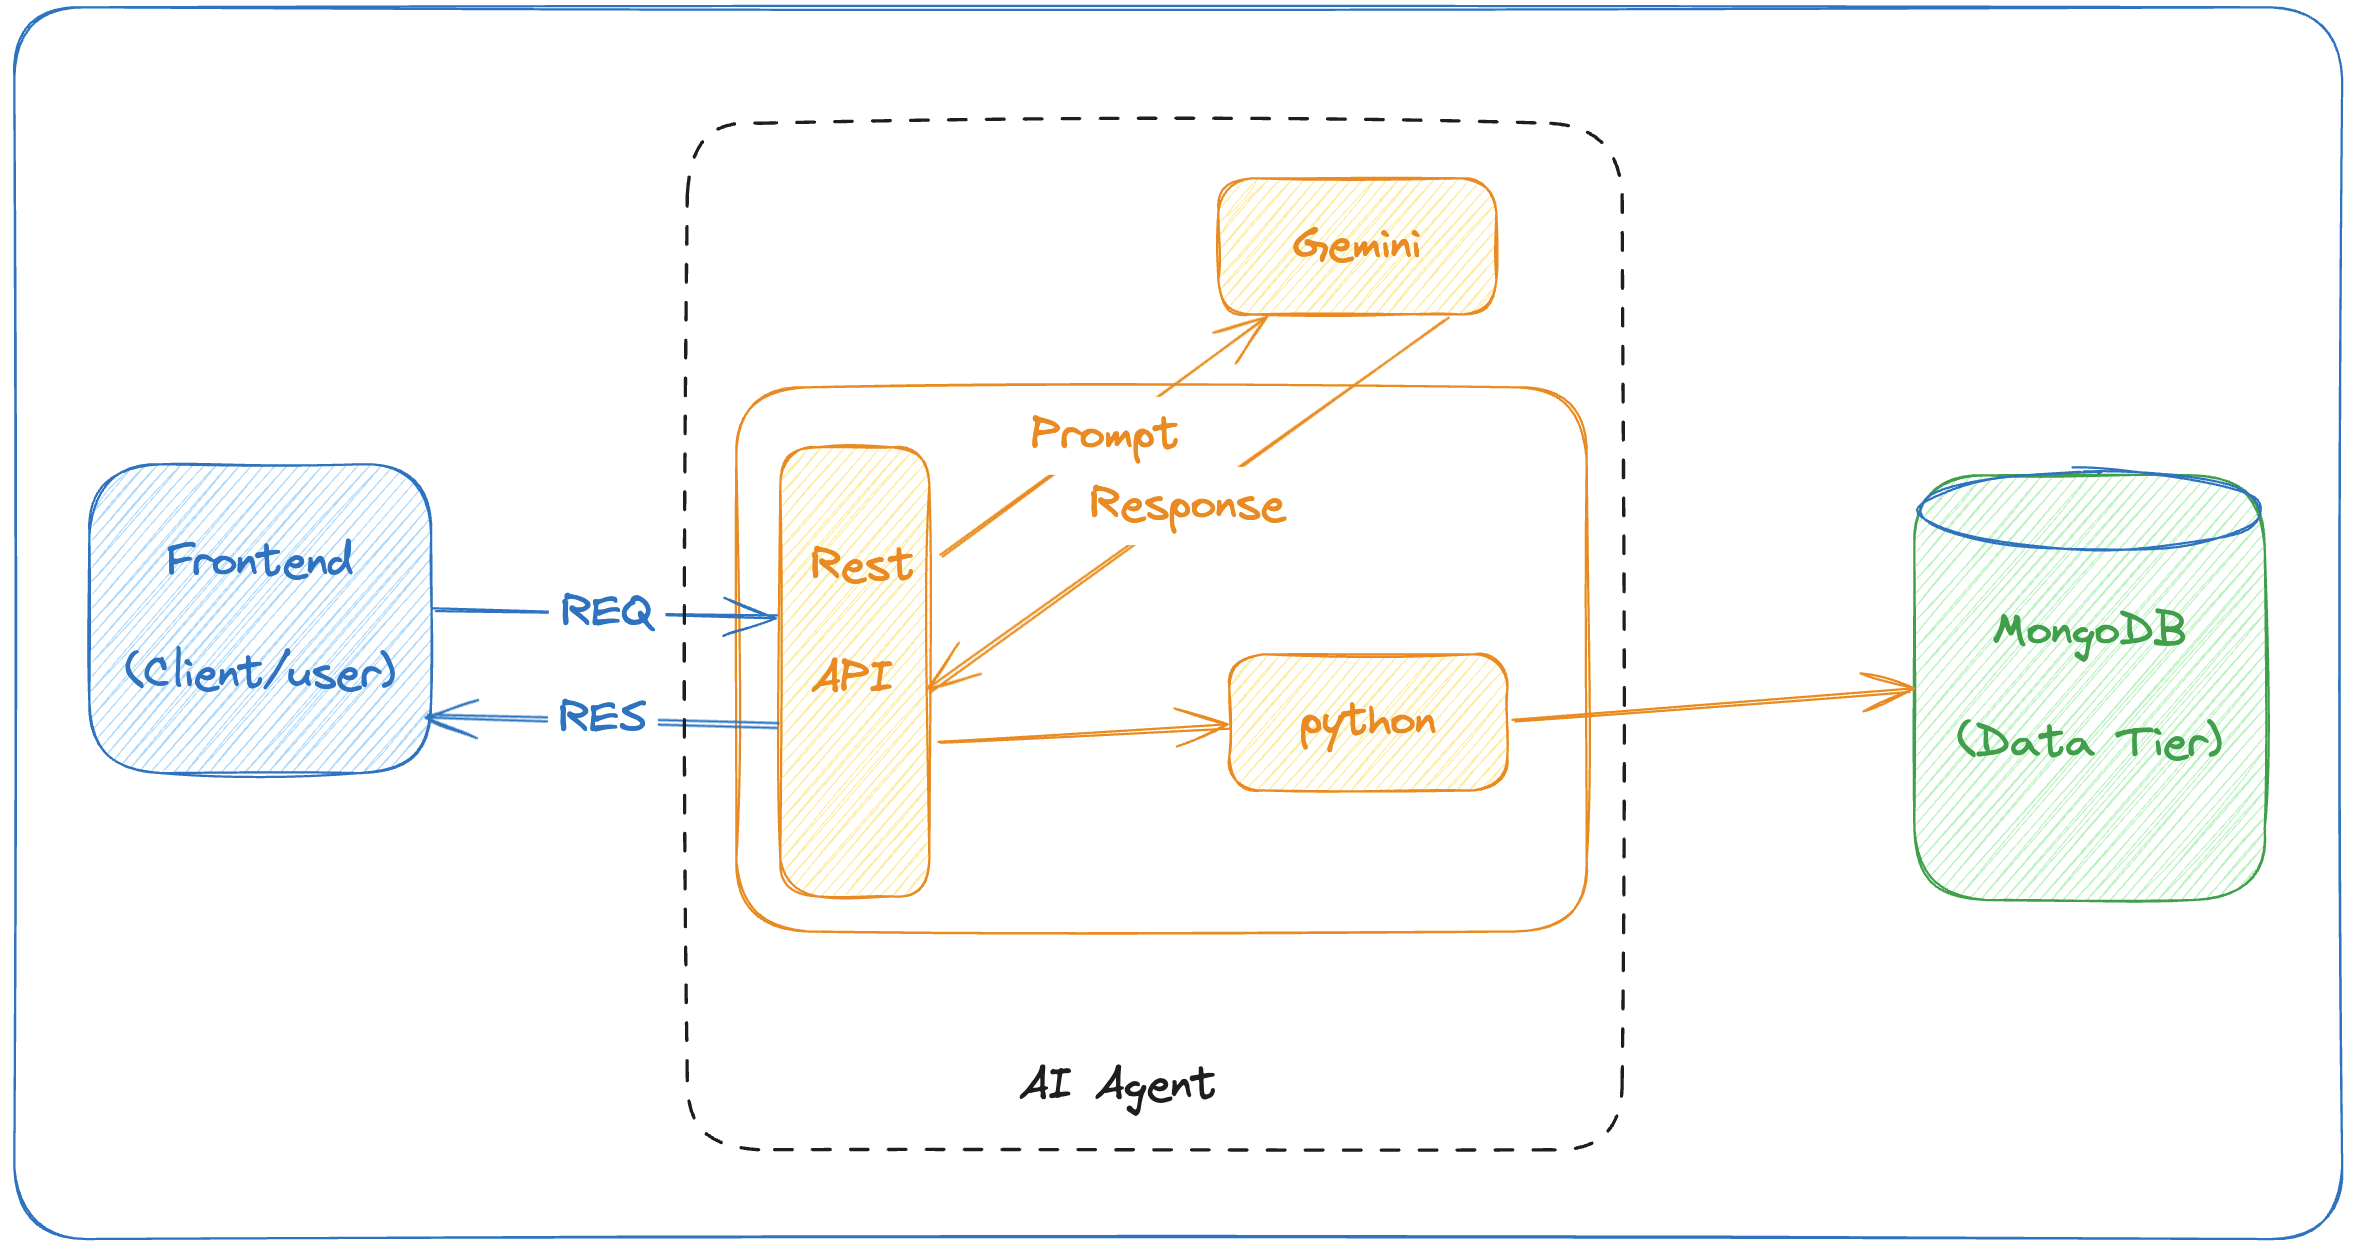 Gemini
Prompt
Response
Frontend
(Client/user)
REQ
RES
Rest
API
python
MongoDB
(Data Tier)
AI Agent